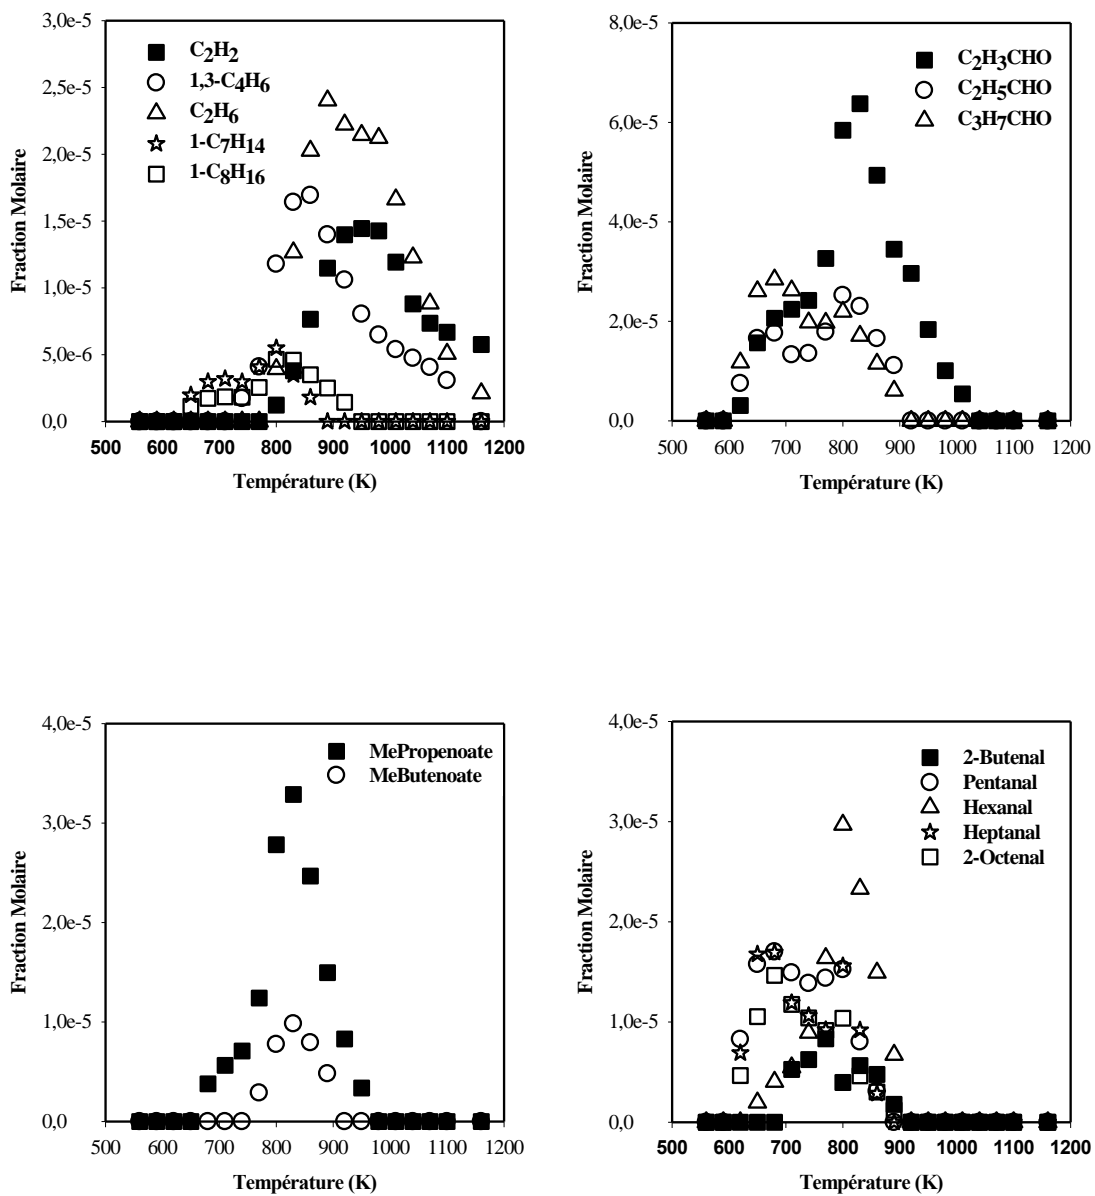 3,0e-5
2,5e-5
2,0e-5
1,5e-5
1,0e-5
5,0e-6
0,0
Fraction Molaire
C2H2
1,3-C4H6
C2H6
1-C7H14
1-C8H16
500 600 700 800 900 1000 1100 1200
Température (K)
8,0e-5
6,0e-5
4,0e-5
2,0e-5
0,0
Fraction Molaire
C2H3CHO
C2H5CHO
C3H7CHO
500 600 700 800 900 1000 1100 1200
Température (K)
4,0e-5
3,0e-5
2,0e-5
1,0e-5
0,0
Fraction Molaire
MePropenoate
MeButenoate
500 600 700 800 900 1000 1100 1200
Température (K)
4,0e-5
3,0e-5
2,0e-5
1,0e-5
0,0
Fraction Molaire
2-Butenal
Pentanal
Hexanal
Heptanal
2-Octenal
500 600 700 800 900 1000 1100 1200
Température (K)